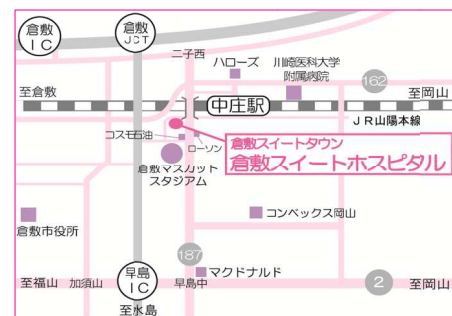 倉敷
IC
倉敷
JCT
二子西
ハローズ
川崎医科大学
附属病院
162
至倉敷
中庄駅
至岡山
JR山陽本線
コスモ石油
ローソン
倉敷スイートタウン
倉敷スイートホスピタル
倉敷マスカット
スタジアム
コンベックス岡山
倉敷市役所
187
マクドナルド
至福山
加須山
早島
IC
早島中
2
至岡山
至水島